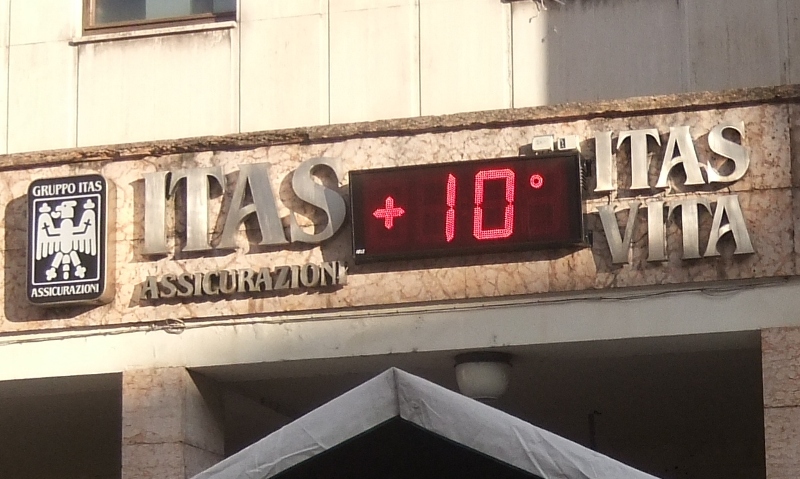 GRUPPO ITAS
ASSICURAZIONI
ITAS
ASSICURAZIONI
+ 10°
ITAS
VITA